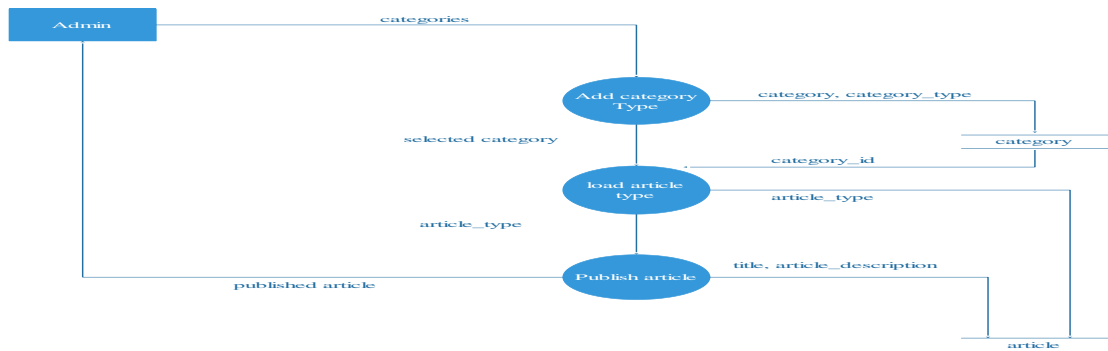 categories
Admin
Add category
Type
category, category_type
selected category
category
category_id
load article
type
article_type
article_type
title, article_description
Publish article
published article
article